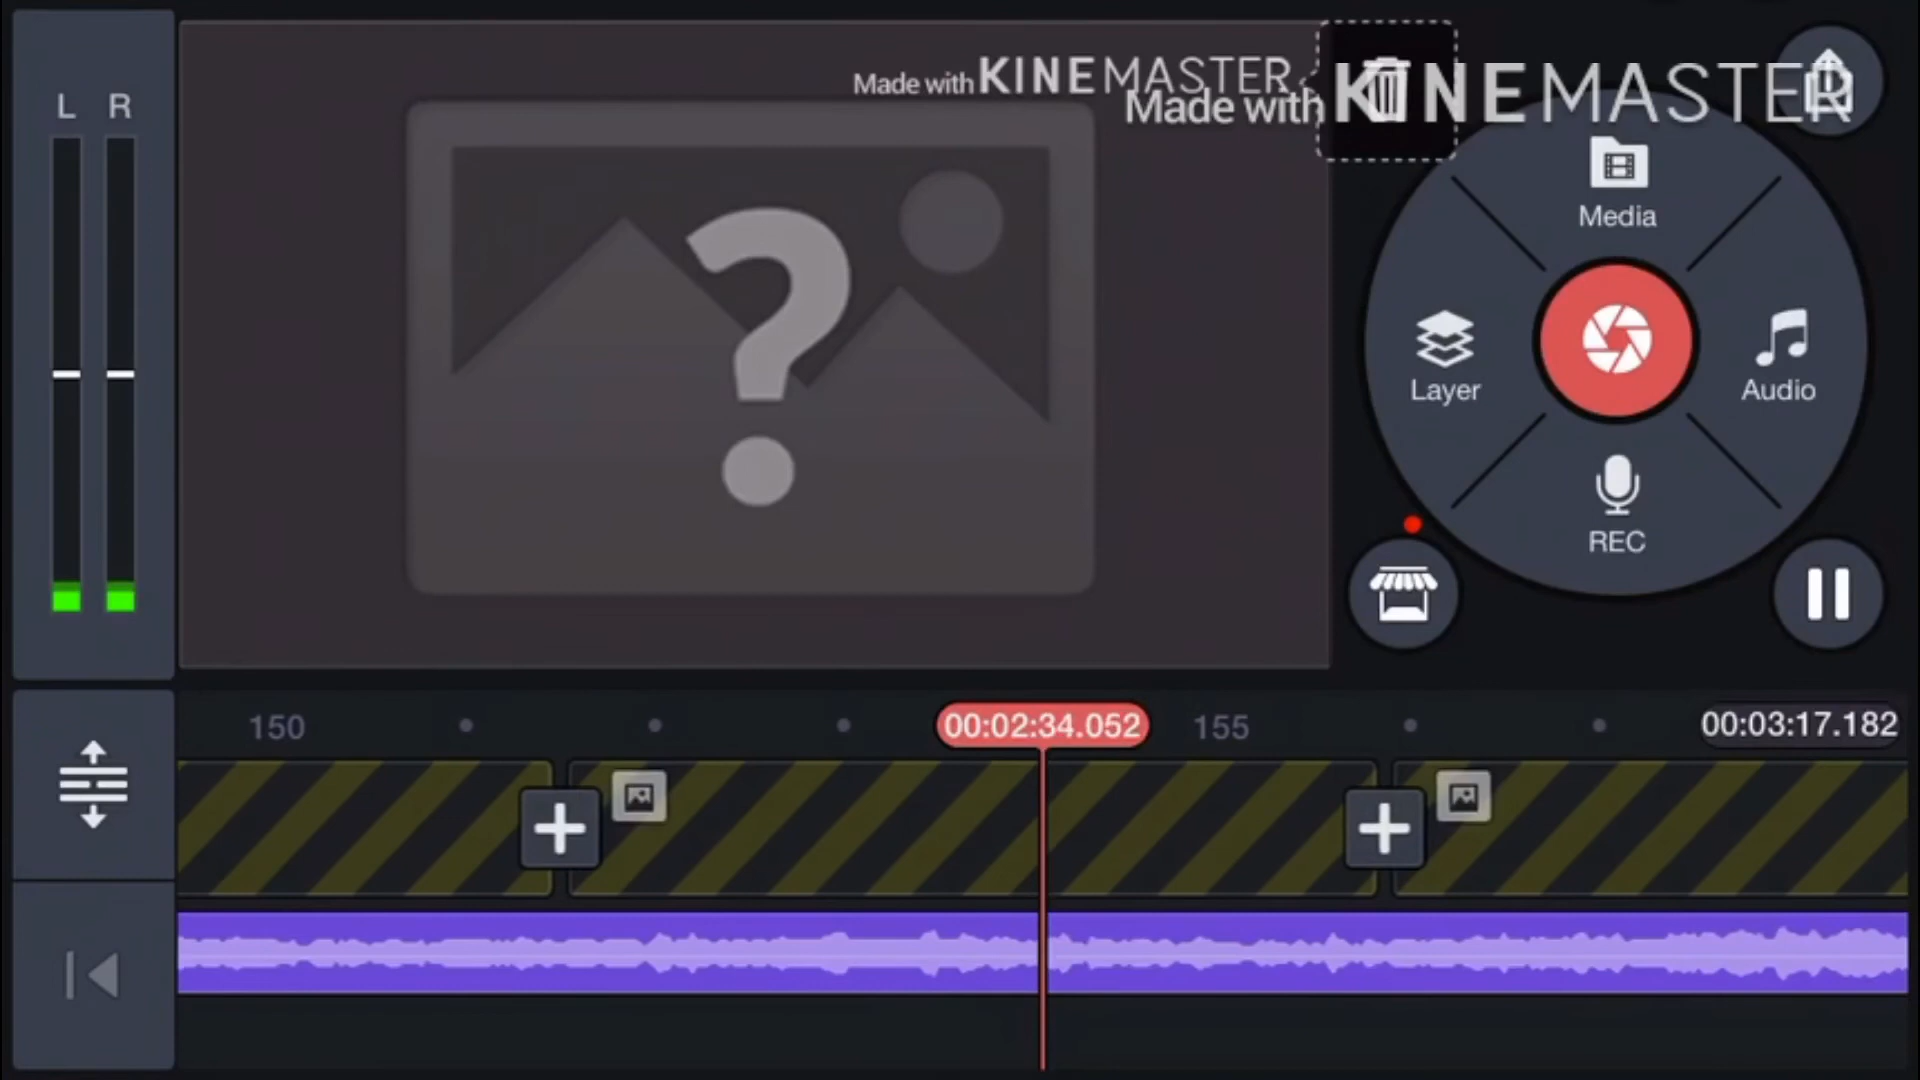 L R
Made with KINEMASTER
Made with KINEMASTER
Media
Layer
Audio
REC
150
00:02:34.052
155
00:03:17.182